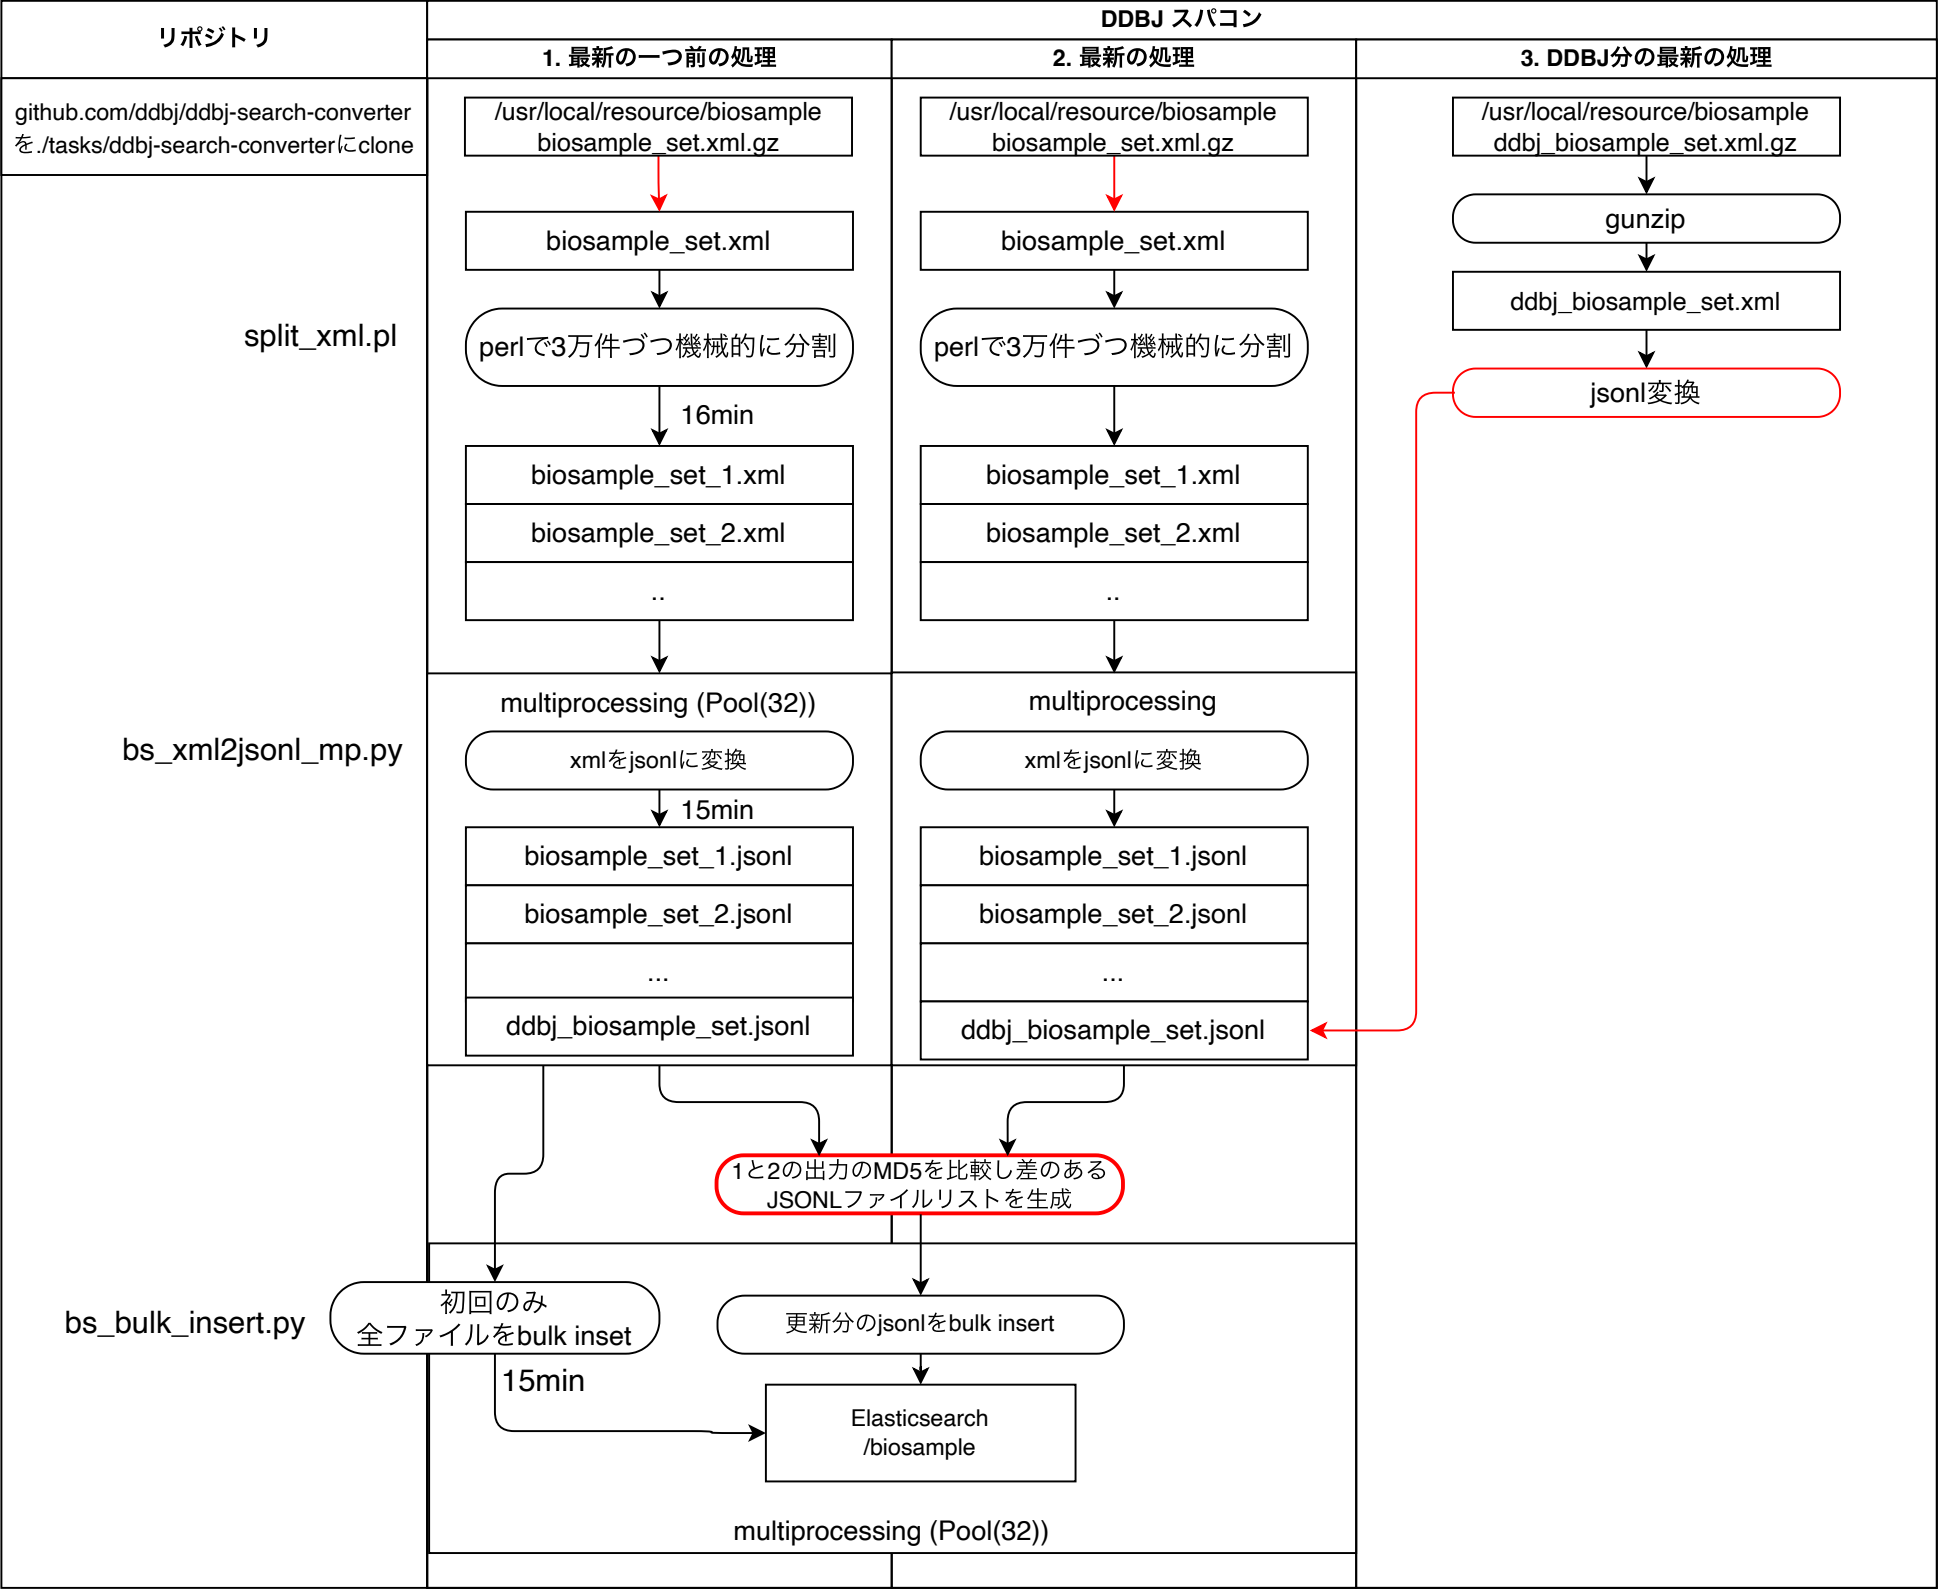 リポジトリ
DDBJ スパコン
1. 最新の一つ前の処理
2. 最新の処理
3. DDBJ分の最新の処理
github.com/ddbj/ddbj-search-converter
を./tasks/ddbj-search-converterにclone
/usr/local/resource/biosample
biosample_set.xml.gz
/usr/local/resource/biosample
biosample_set.xml.gz
/usr/local/resource/biosample
ddbj_biosample_set.xml.gz
biosample_set.xml
biosample_set.xml
gunzip
ddbj_biosample_set.xml
split_xml.pl
perlで3万件づつ機械的に分割
perlで3万件づつ機械的に分割
jsonl変換
16min
biosample_set_1.xml
biosample_set_2.xml
..
biosample_set_1.xml
biosample_set_2.xml
..
bs_xml2jsonl_mp.py
multiprocessing (Pool(32))
xmlをjsonlに変換
15min
biosample_set_1.jsonl
biosample_set_2.jsonl
...
ddbj_biosample_set.jsonl
multiprocessing
xmlをjsonlに変換
biosample_set_1.jsonl
biosample_set_2.jsonl
...
ddbj_biosample_set.jsonl
1と2の出力のMD5を比較し差のある
JSONLファイルリストを生成
bs_bulk_insert.py
初回のみ
全ファイルをbulk inset
15min
更新分のjsonlをbulk insert
Elasticsearch
/biosample
multiprocessing (Pool(32))